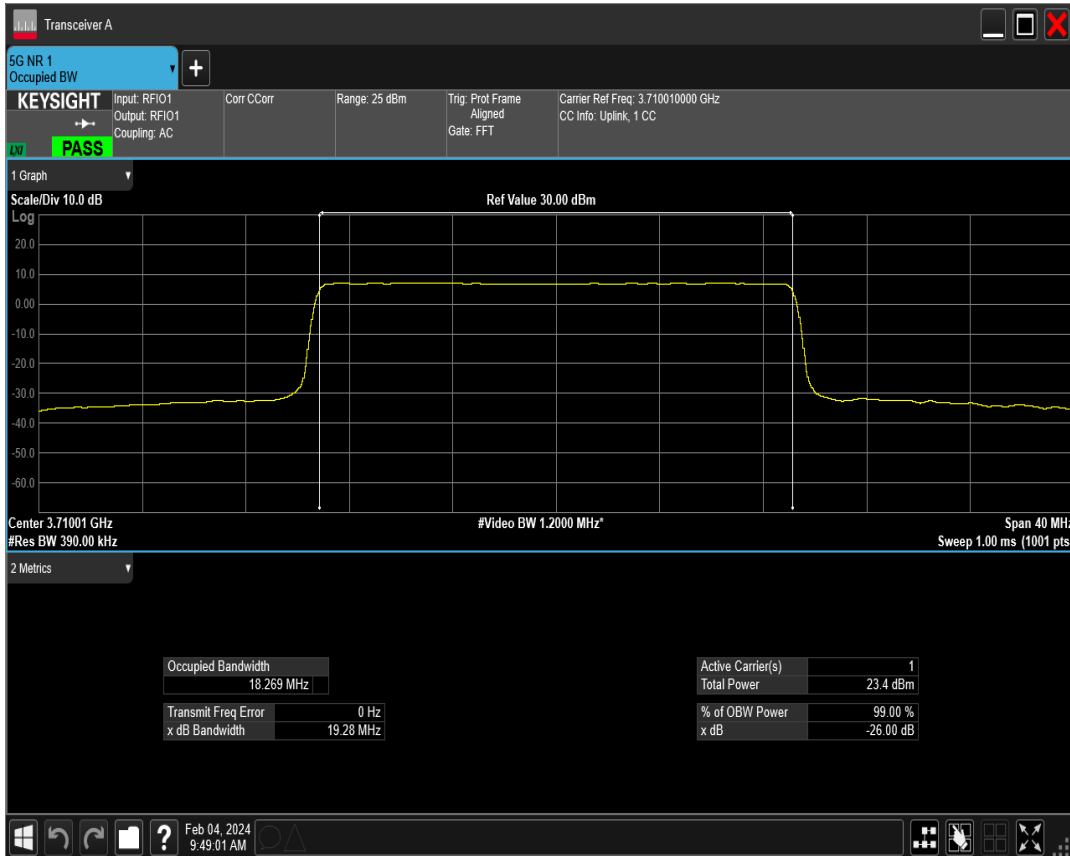 Transceiver A
5G NR 1
Occupied BW
KEYSIGHT
LXI
PASS
Input: RFIO1
Output: RFIO1
Coupling: AC
Corr CCorr
Range: 25 dBm
Trig: Prot Frame
Aligned
Gate: FFT
Carrier Ref Freq: 3.710010000 GHz
CC Info: Uplink, 1 CC
1 Graph
Scale/Div 10.0 dB
Ref Value 30.00 dBm
Log
20.0
10.0
0.00
-10.0
-20.0
-30.0
-40.0
-50.0
-60.0
Center 3.71001 GHz
#Video BW 1.2000 MHz*
Span 40 MHz
#Res BW 390.00 kHz
Sweep 1.00 ms (1001 pts
2 Metrics
Occupied Bandwidth
18.269 MHz
Transmit Freq Error 0 Hz
x dB Bandwidth 19.28 MHz
Active Carrier(s) 1
Total Power 23.4 dBm
% of OBW Power 99.00 %
x dB -26.00 dB
?
Feb 04, 2024
9:49:01 AM